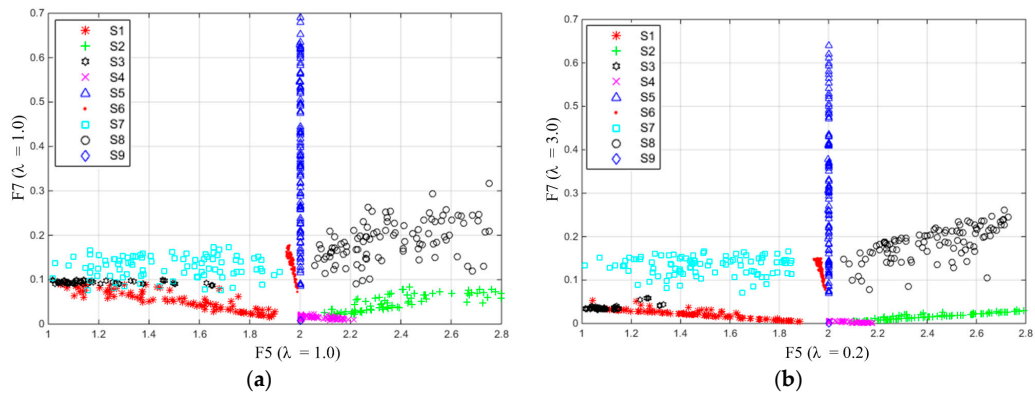 0.7
0.6
0.5
0.4
0.3
0.2
0.1
0
F7 (λ = 1.0)
S1
S2
S3
S4
S5
S6
S7
S8
S9
1 1.2 1.4 1.6 1.8 2 2.2 2.4 2.6 2.8
F5 (λ = 1.0)
(a)
0.7
0.6
0.5
0.4
0.3
0.2
0.1
0
F7 (λ = 3.0)
S1
S2
S3
S4
S5
S6
S7
S8
S9
1 1.2 1.4 1.6 1.8 2 2.2 2.4 2.6 2.8
F5 (λ = 0.2)
(b)